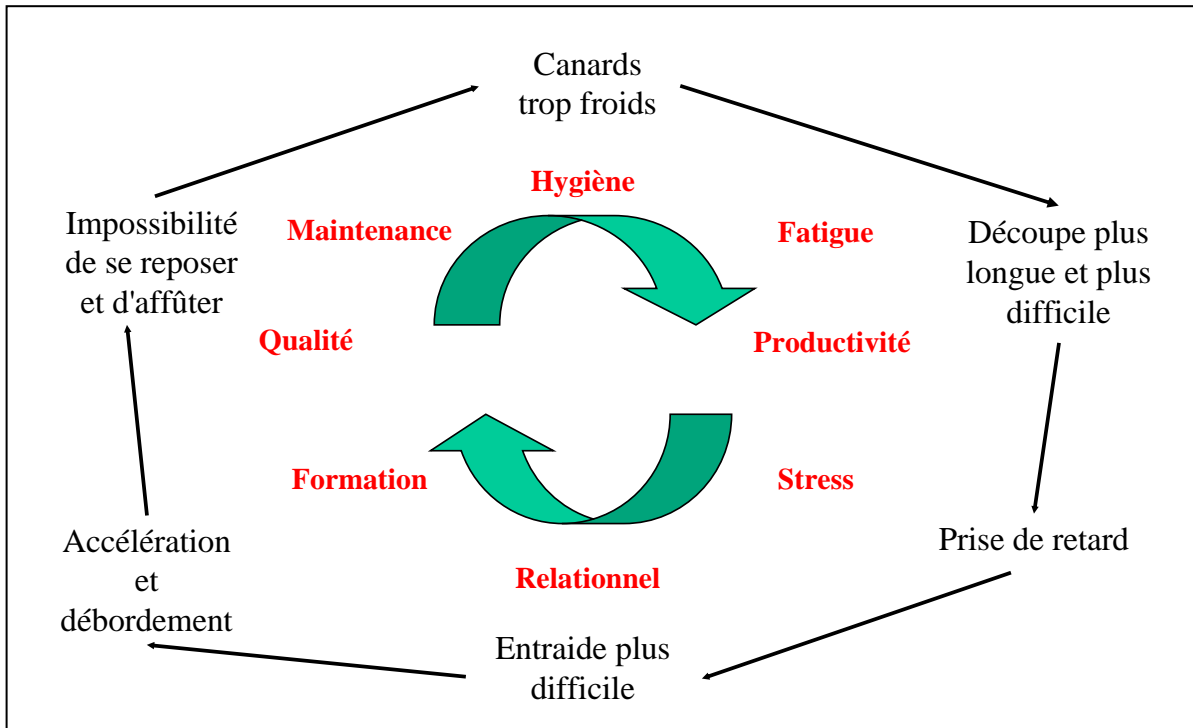 Canards
trop froids
Hygiène
Impossibilité
de se reposer
et d'affûter
Maintenance
Fatigue
Découpe plus
longue et plus
difficile
Qualité
Productivité
Formation
Stress
Accélération
et
débordement
Prise de retard
Relationnel
Entraide plus
difficile